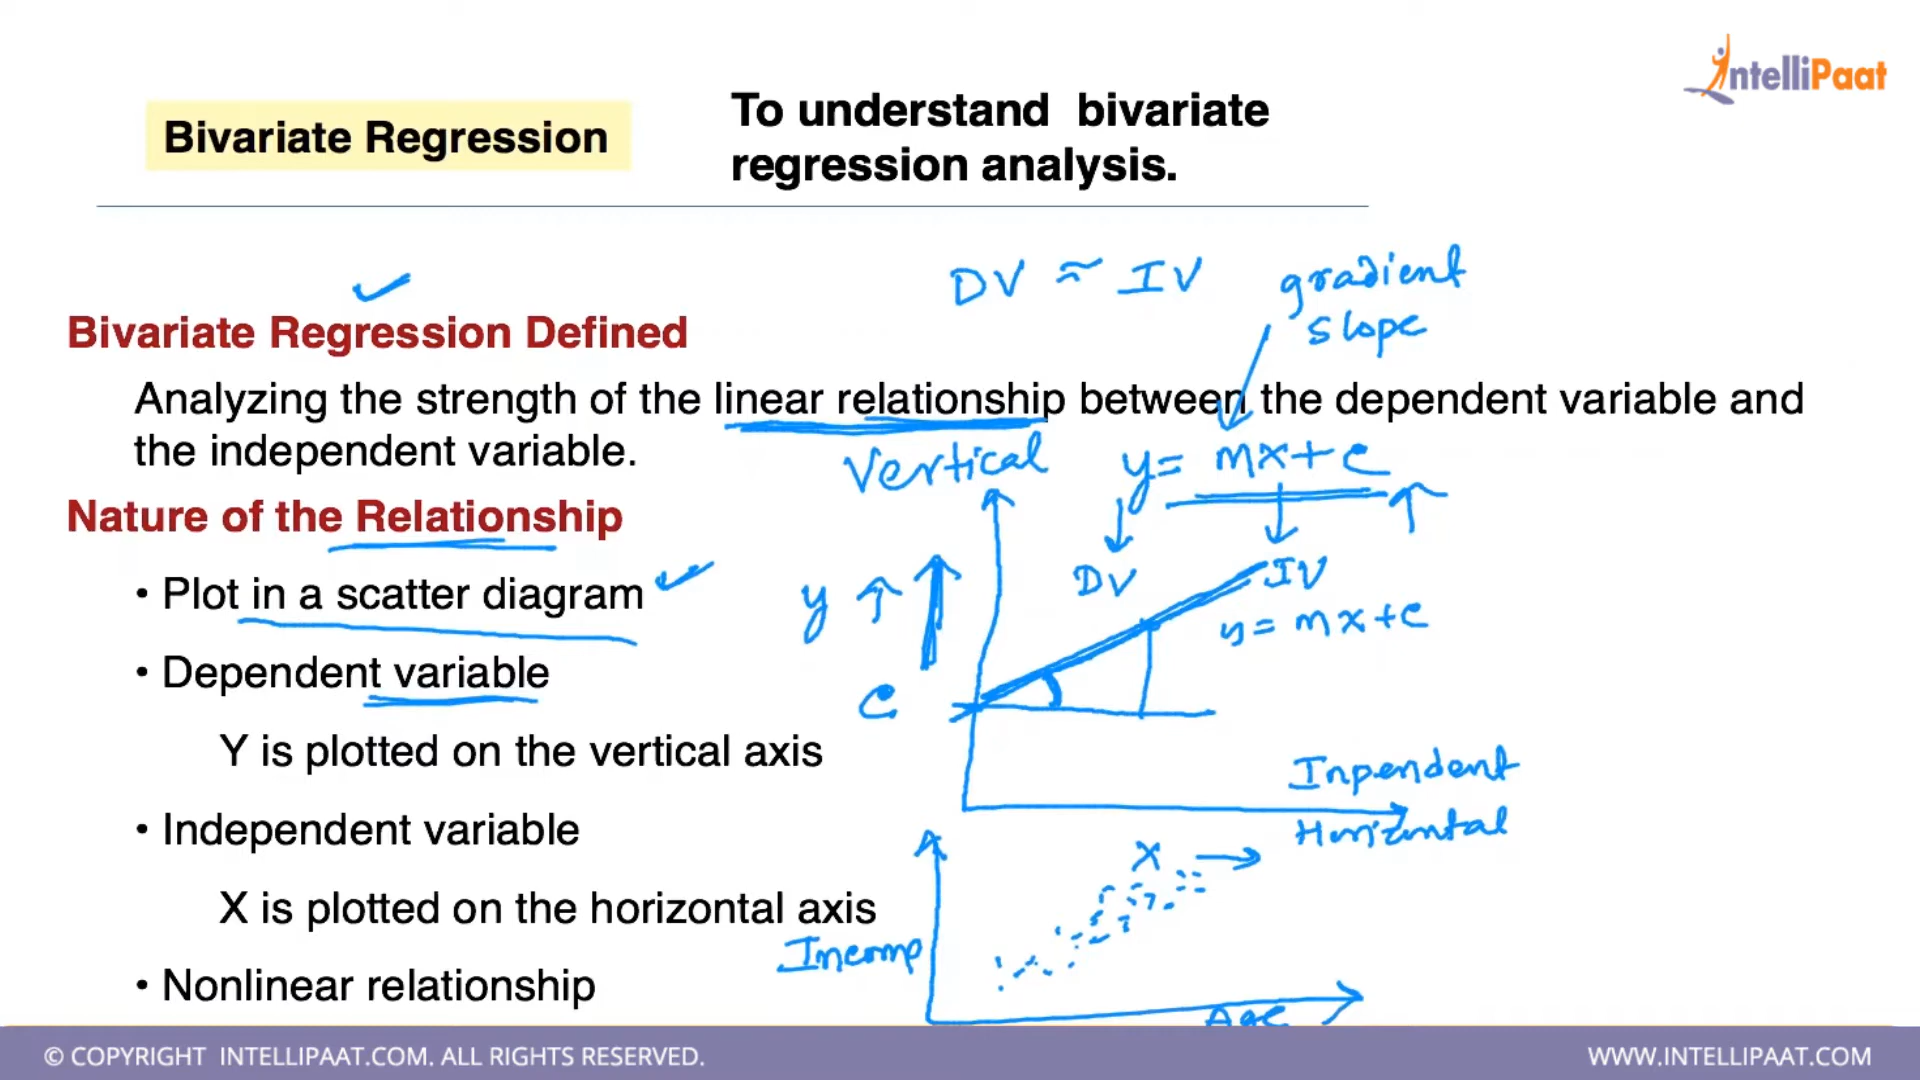 IntelliPaat
Bivariate Regression
To understand bivariate
regression analysis.
DV ≈ IV
gradient
slope
Bivariate Regression Defined
Analyzing the strength of the linear relationship between the dependent variable and
the independent variable.
Vertical
y = mx + c
Nature of the Relationship
DV
IV
• Plot in a scatter diagram
y ↑
y = mx + c
• Dependent variable
c
Y is plotted on the vertical axis
Inpendent
• Independent variable
Horizontal
X
X is plotted on the horizontal axis
Incomp
• Nonlinear relationship
Age
© COPYRIGHT INTELLIPAAT.COM. ALL RIGHTS RESERVED.
WWW.INTELLIPAAT.COM